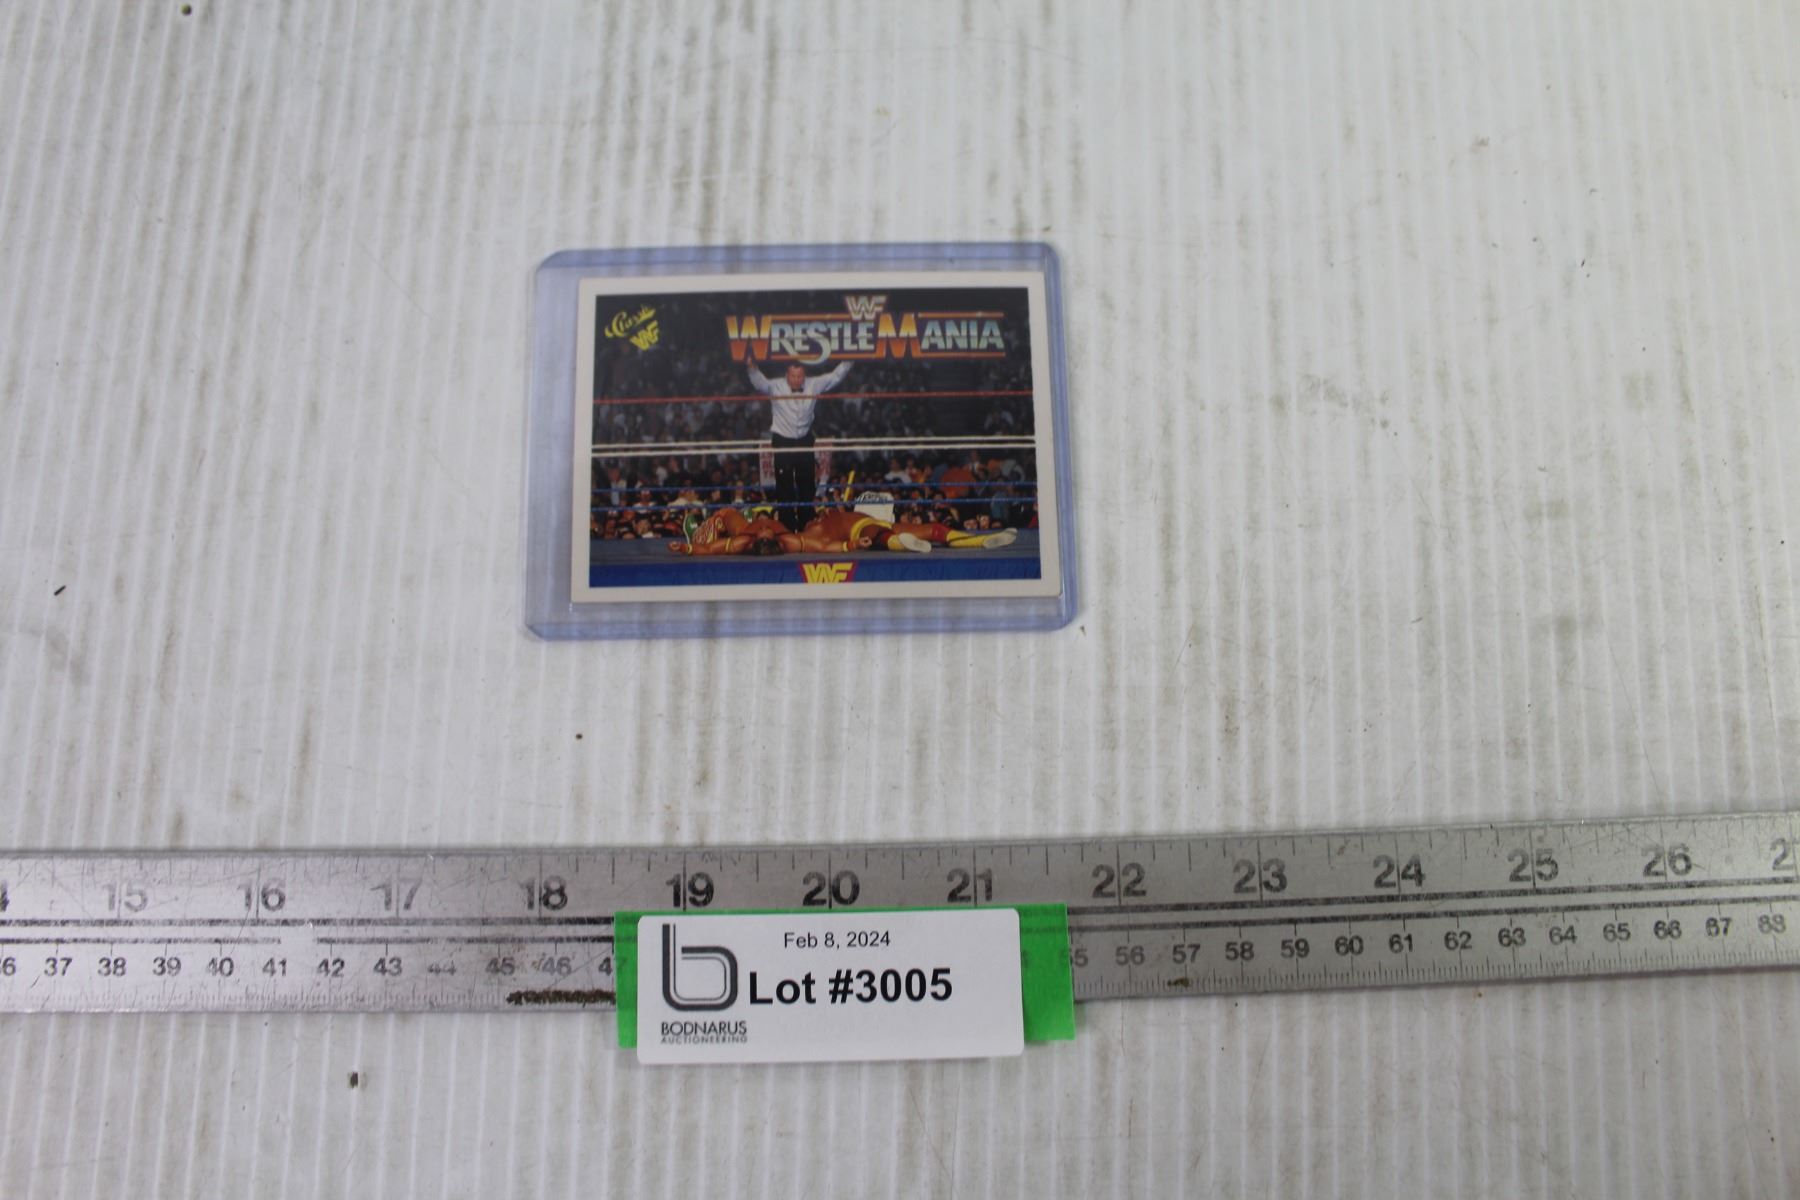 Classic
WF
WF
WRESTLEMANIA
WF
15 16 17 18 19 20 21 22 23 24 25 26
37 38 39 40 41 42 43 44 45 46 55 56 57 58 59 60 61 62 63 64 65 66 67 68
Feb 8, 2024
Lot #3005
BODNARUS
AUCTIONEERING